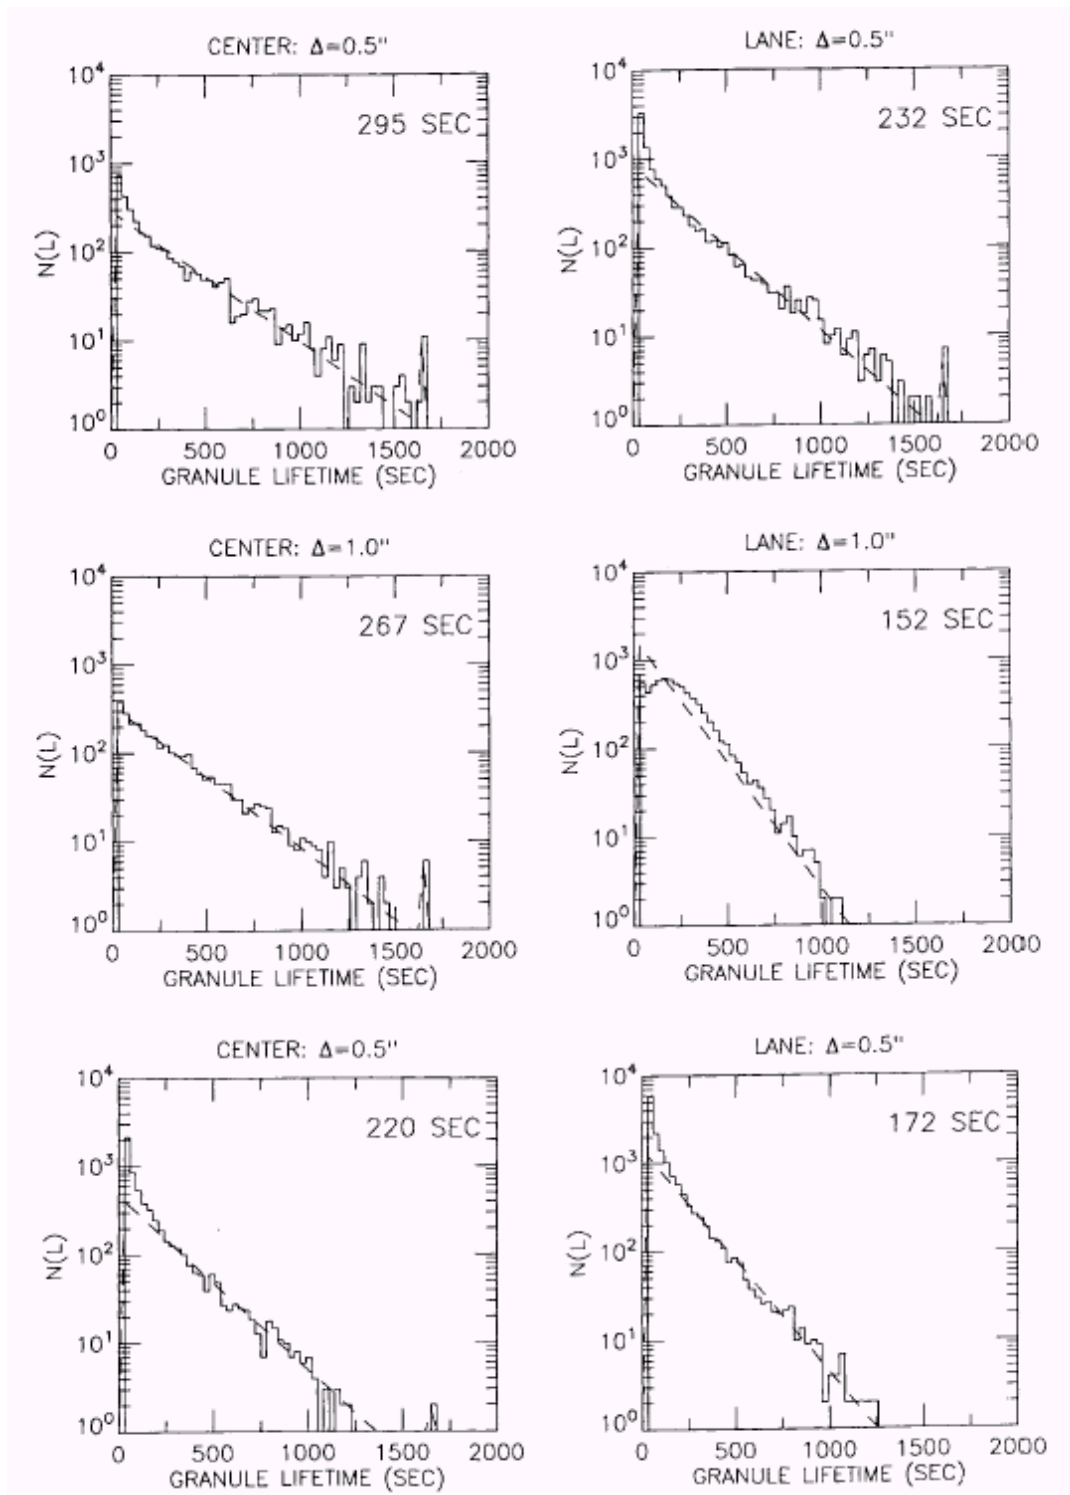 CENTER: Δ=0.5"
10⁴
10³
10²
10¹
10⁰
N(L)
295 SEC
0 500 1000 1500 2000
GRANULE LIFETIME (SEC)
LANE: Δ=0.5"
10⁴
10³
10²
10¹
10⁰
N(L)
232 SEC
0 500 1000 1500 2000
GRANULE LIFETIME (SEC)
CENTER: Δ=1.0"
10⁴
10³
10²
10¹
10⁰
N(L)
267 SEC
0 500 1000 1500 2000
GRANULE LIFETIME (SEC)
LANE: Δ=1.0"
10⁴
10³
10²
10¹
10⁰
N(L)
152 SEC
0 500 1000 1500 2000
GRANULE LIFETIME (SEC)
CENTER: Δ=0.5"
10⁴
10³
10²
10¹
10⁰
N(L)
220 SEC
0 500 1000 1500 2000
GRANULE LIFETIME (SEC)
LANE: Δ=0.5"
10⁴
10³
10²
10¹
10⁰
N(L)
172 SEC
0 500 1000 1500 2000
GRANULE LIFETIME (SEC)